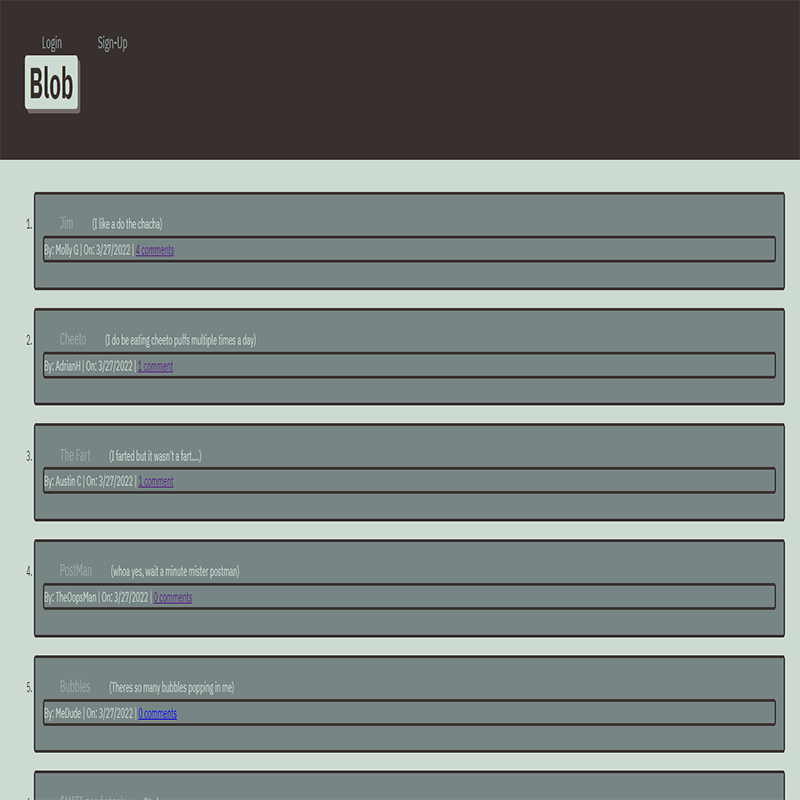 Login Sign-Up
Blob
1. Jim (I like a do the chacha)
By: Molly G | On: 3/27/2022 | 4 comments
2. Cheeto (I do be eating cheeto puffs multiple times a day)
By: AdrianH | On: 3/27/2022 | 1 comment
3. The Fart (I farted but it wasn't a fart....)
By: Austin C | On: 3/27/2022 | 1 comment
4. PostMan (whoa yes, wait a minute mister postman)
By: TheOopsMan | On: 3/27/2022 | 0 comments
5. Bubbles (Theres so many bubbles popping in me)
By: MeDude | On: 3/27/2022 | 0 comments